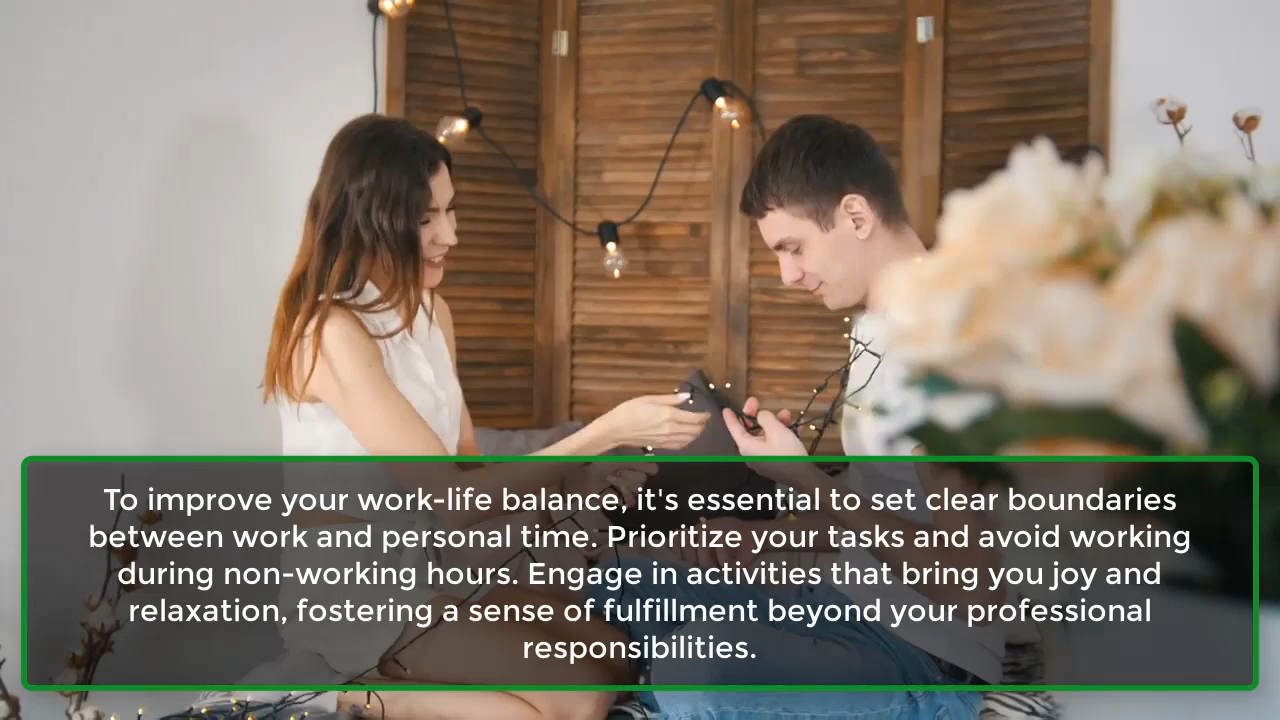 To improve your work-life balance, it's essential to set clear boundaries
between work and personal time. Prioritize your tasks and avoid working
during non-working hours. Engage in activities that bring you joy and
relaxation, fostering a sense of fulfillment beyond your professional
responsibilities.